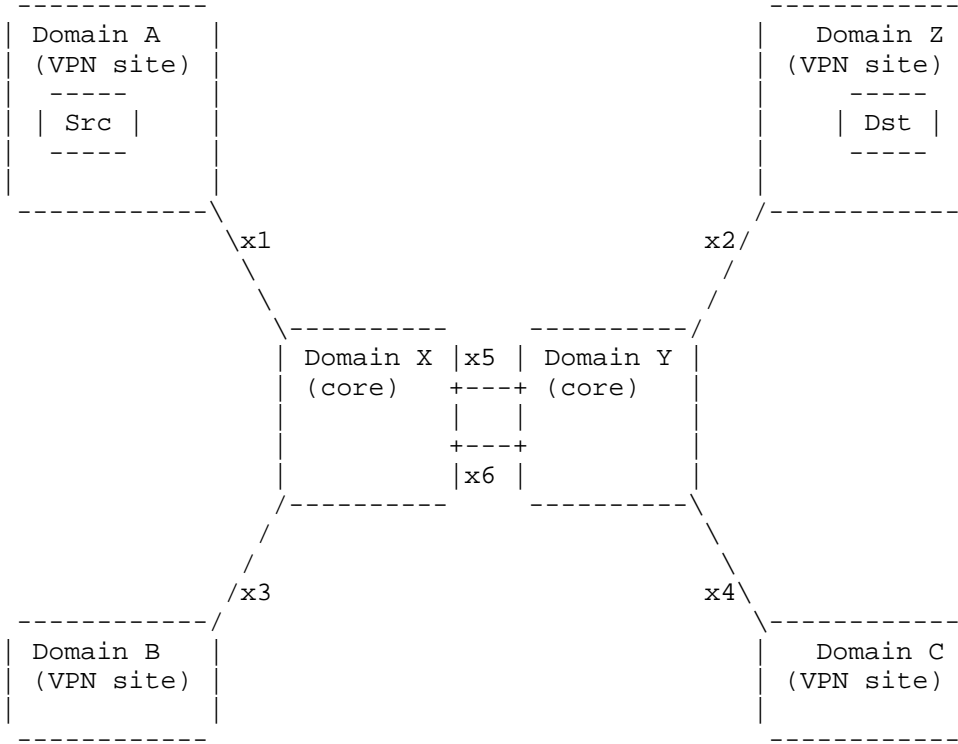 Domain A Domain Z
(VPN site) (VPN site)
Src Dst
x1 x2
Domain X x5 Domain Y
(core) (core)
x6
x3 x4
Domain B Domain C
(VPN site) (VPN site)